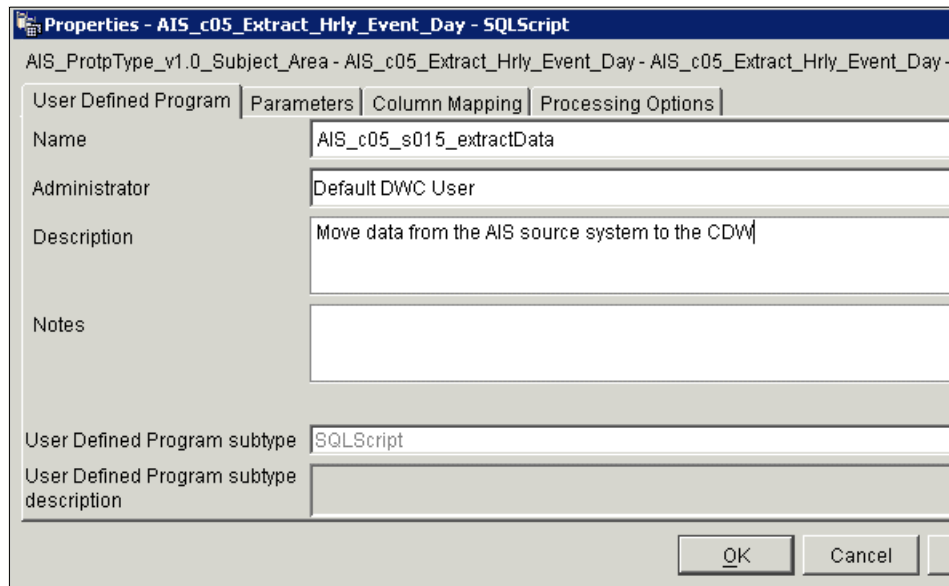 Properties - AIS_c05_Extract_Hrly_Event_Day - SQLScript
AIS_ProtpType_v1.0_Subject_Area - AIS_c05_Extract_Hrly_Event_Day - AIS_c05_Extract_Hrly_Event_Day -
User Defined Program Parameters Column Mapping Processing Options
Name AIS_c05_s015_extractData
Administrator Default DWC User
Description Move data from the AIS source system to the CDW
Notes
User Defined Program subtype SQLScript
User Defined Program subtype
description
OK Cancel